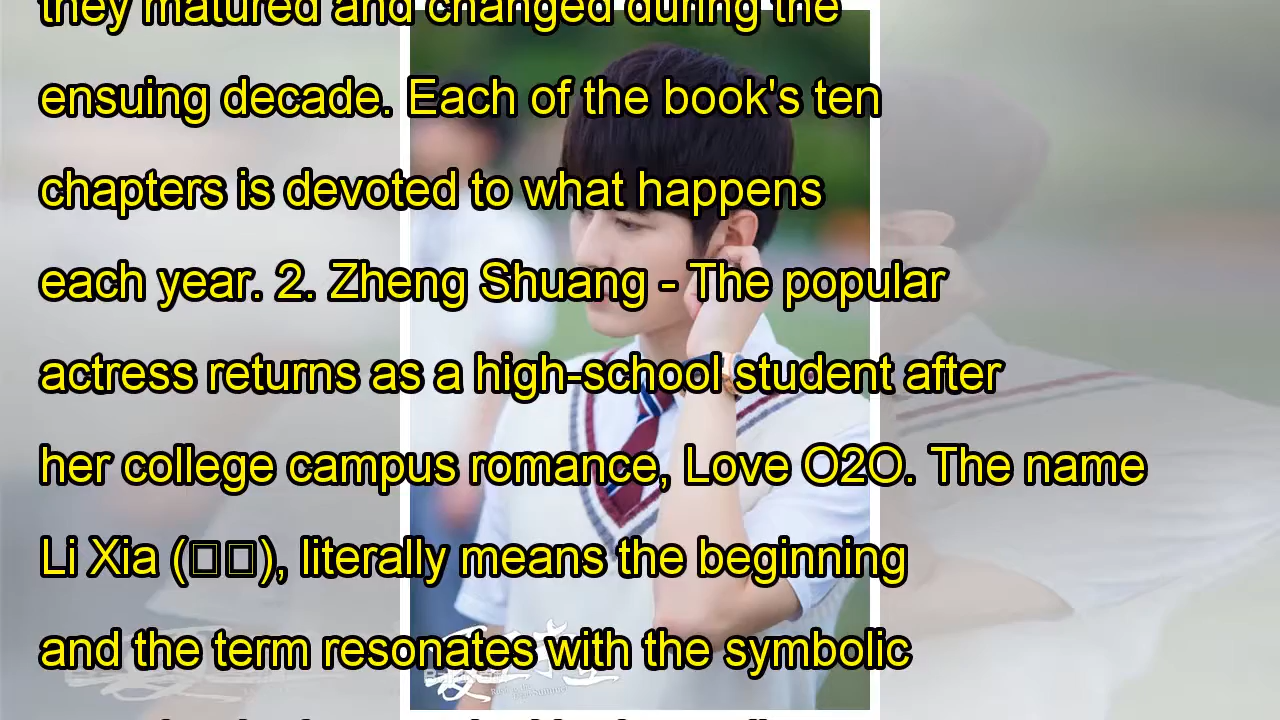 they matured and changed during the
ensuing decade. Each of the book's ten
chapters is devoted to what happens
each year. 2. Zheng Shuang - The popular
actress returns as a high-school student after
her college campus romance, Love O2O. The name
Li Xia (□□), literally means the beginning
and the term resonates with the symbolic